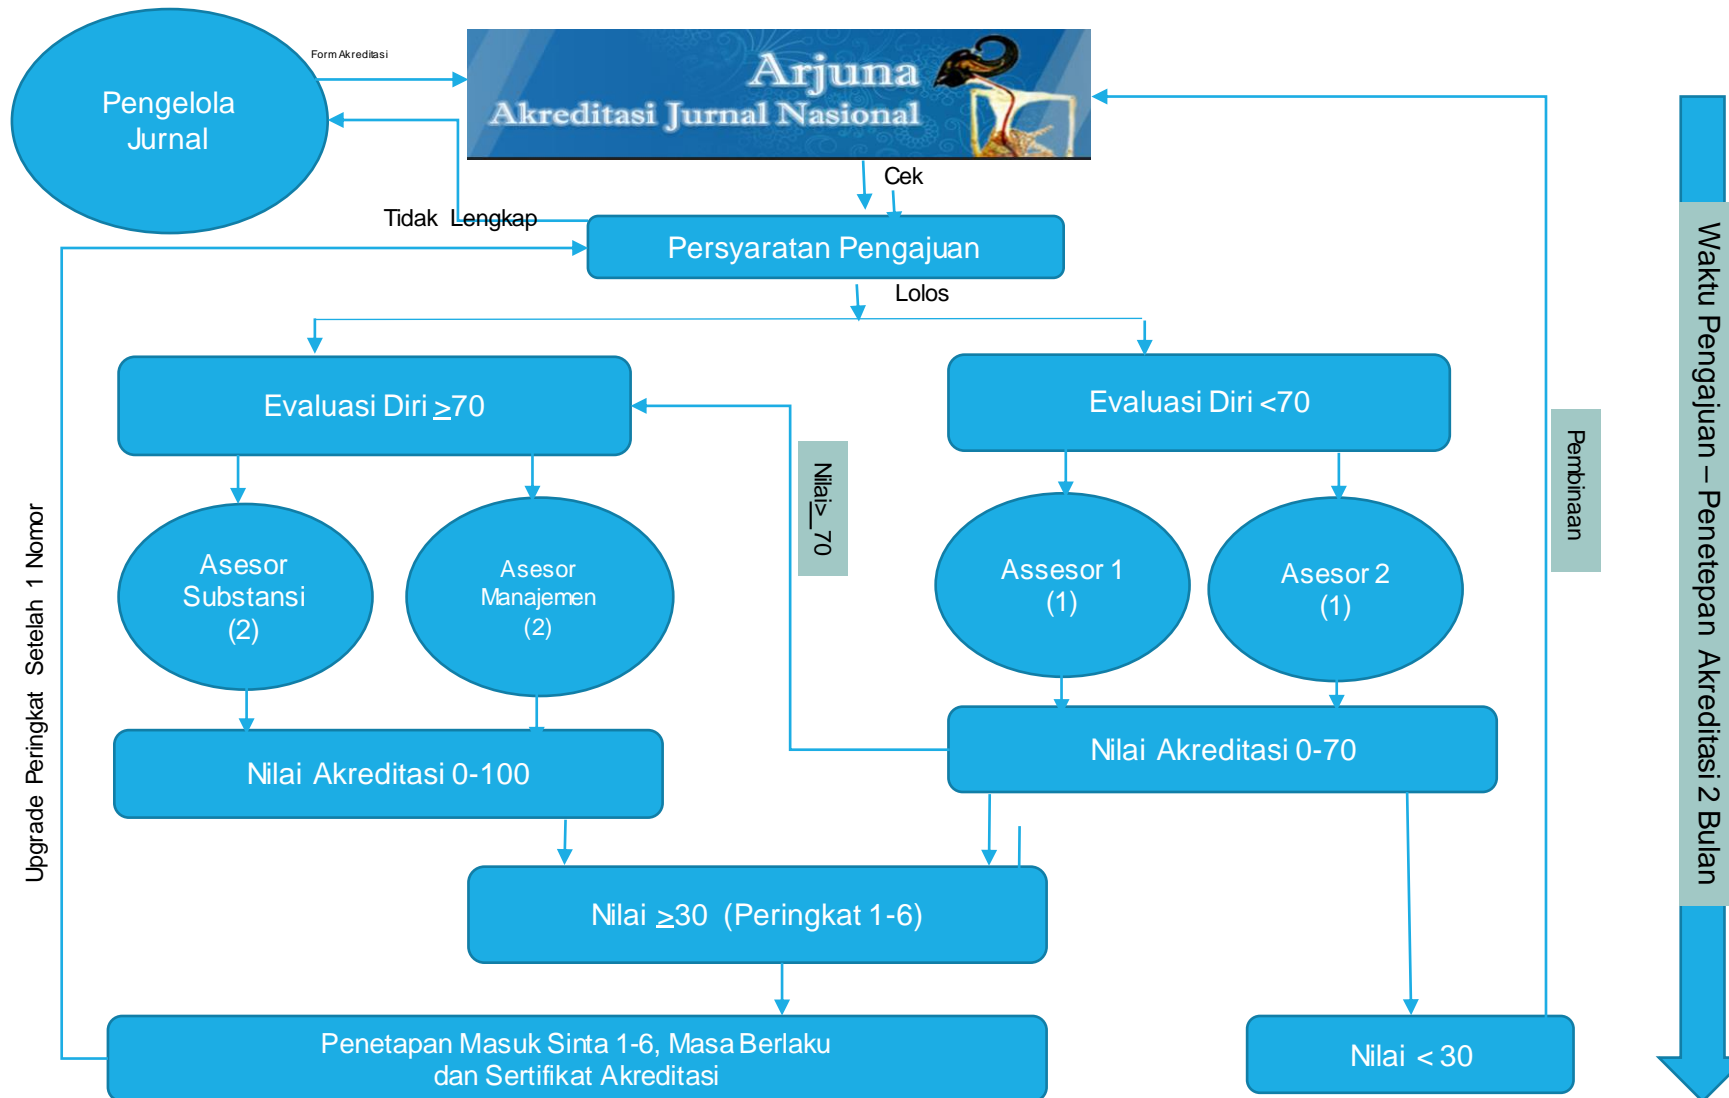 Form Akreditasi
Pengelola
Jurnal
Arjuna
Akreditasi Jurnal Nasional
Cek
Tidak Lengkap
Persyaratan Pengajuan
Lolos
Evaluasi Diri ≥70
Evaluasi Diri <70
Nilai> _70
Pembinaan
Waktu Pengajuan – Penetepan Akreditasi 2 Bulan
Upgrade Peringkat Setelah 1 Nomor
Asesor
Substansi
(2)
Asesor
Manajemen
(2)
Assesor 1
(1)
Asesor 2
(1)
Nilai Akreditasi 0-100
Nilai Akreditasi 0-70
Nilai ≥30 (Peringkat 1-6)
Penetapan Masuk Sinta 1-6, Masa Berlaku
dan Sertifikat Akreditasi
Nilai < 30